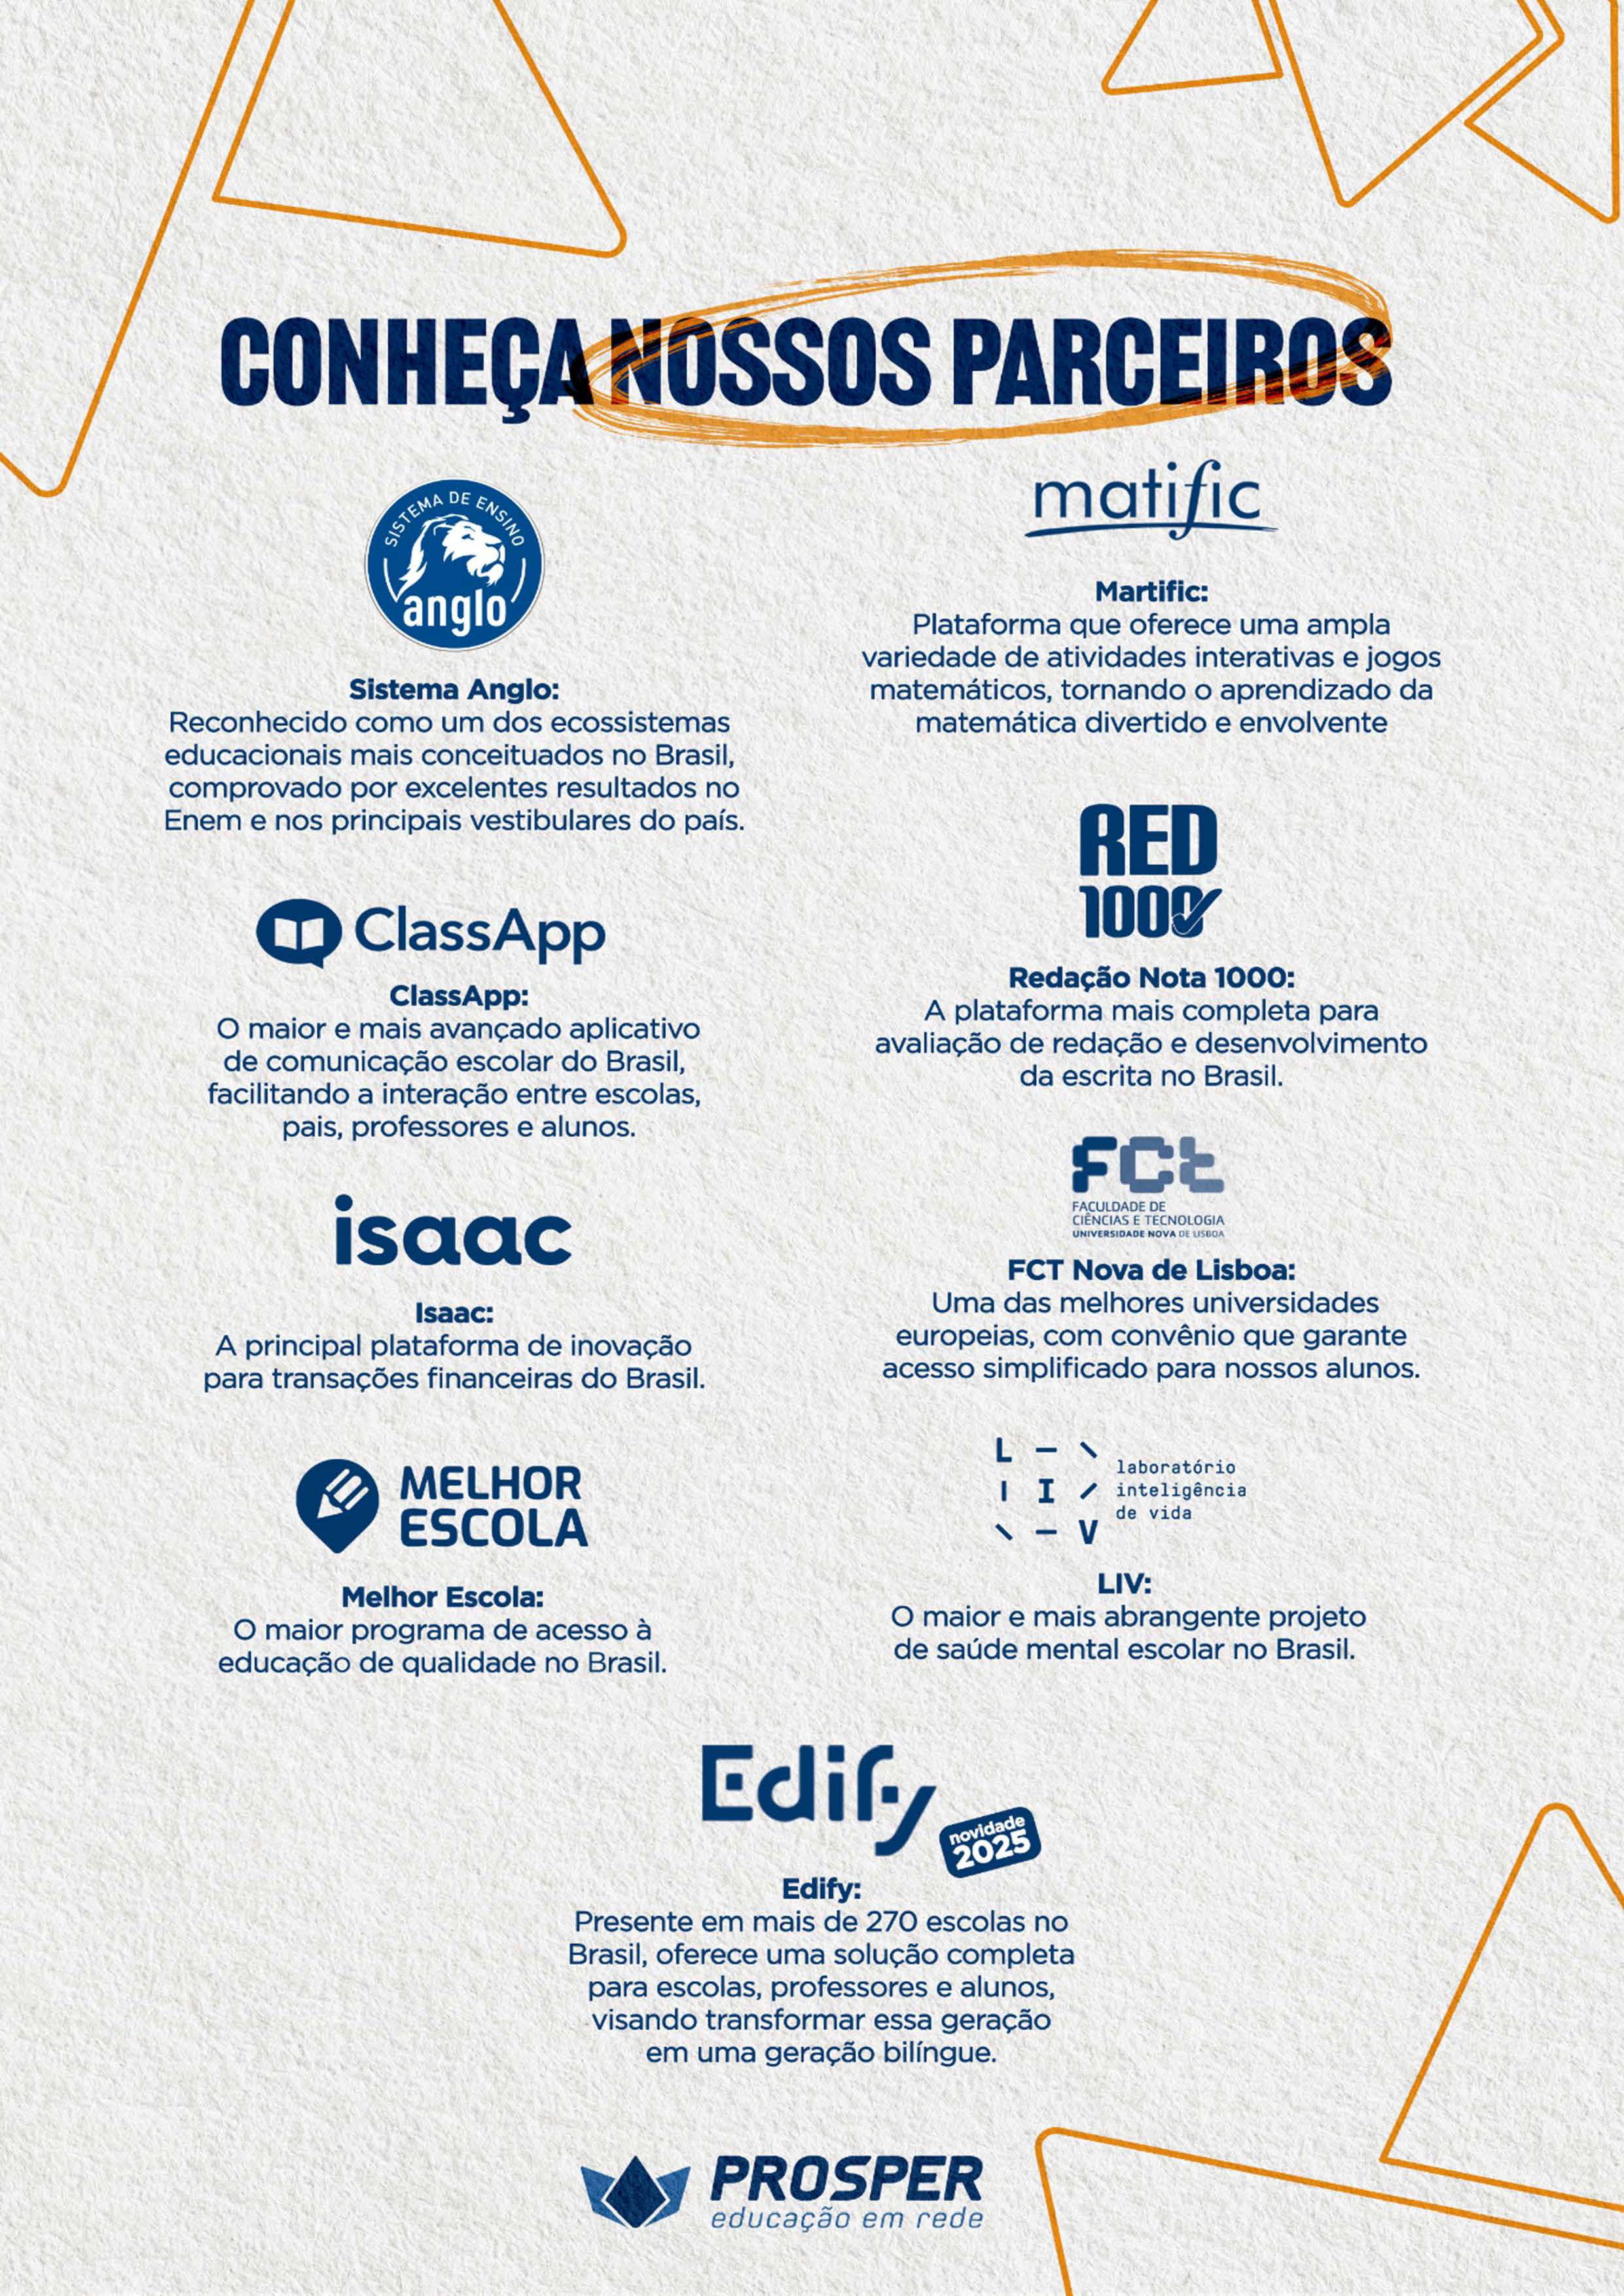 CONHEÇA NOSSOS PARCEIROS
SISTEMA DE ENSINO
anglo
Sistema Anglo:
Reconhecido como um dos ecossistemas
educacionais mais conceituados no Brasil,
comprovado por excelentes resultados no
Enem e nos principais vestibulares do país.
ClassApp
ClassApp:
O maior e mais avançado aplicativo
de comunicação escolar do Brasil,
facilitando a interação entre escolas,
pais, professores e alunos.
isaac
Isaac:
A principal plataforma de inovação
para transações financeiras do Brasil.
MELHOR
ESCOLA
Melhor Escola:
O maior programa de acesso à
educação de qualidade no Brasil.
matific
Martific:
Plataforma que oferece uma ampla
variedade de atividades interativas e jogos
matemáticos, tornando o aprendizado da
matemática divertido e envolvente
RED
1000
Redação Nota 1000:
A plataforma mais completa para
avaliação de redação e desenvolvimento
da escrita no Brasil.
FCt
FACULDADE DE
CIÊNCIAS E TECNOLOGIA
UNIVERSIDADE NOVA DE LISBOA
FCT Nova de Lisboa:
Uma das melhores universidades
europeias, com convênio que garante
acesso simplificado para nossos alunos.
L I V
laboratório
inteligência
de vida
LIV:
O maior e mais abrangente projeto
de saúde mental escolar no Brasil.
Edify
novidade
2025
Edify:
Presente em mais de 270 escolas no
Brasil, oferece uma solução completa
para escolas, professores e alunos,
visando transformar essa geração
em uma geração bilíngue.
PROSPER
educação em rede